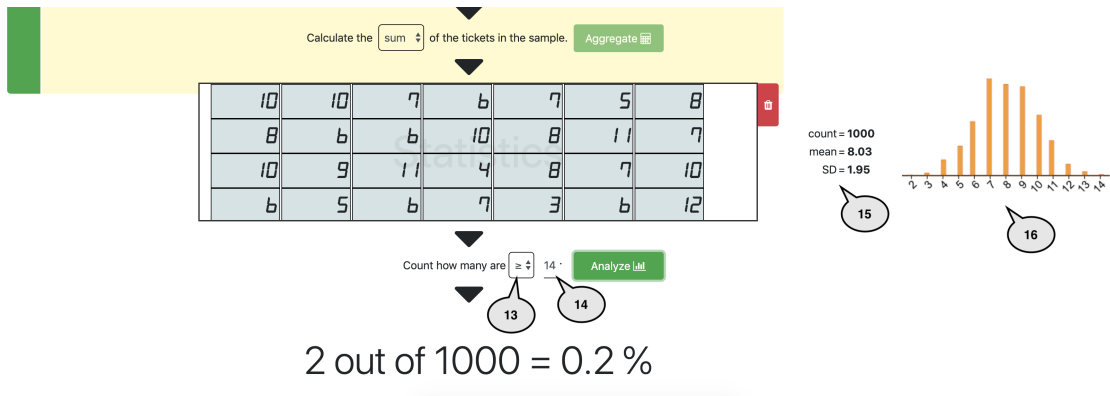 Calculate the sum of the tickets in the sample. Aggregate
10 10 7 6 7 5 8
8 6 6 10 8 11 7
Statistics
10 9 11 4 8 7 10
6 5 6 7 3 6 12
Count how many are ≥ 14 Analyze
13 14
2 out of 1000 = 0.2 %
count = 1000
mean = 8.03
SD = 1.95
15
2 3 4 5 6 7 8 9 10 11 12 13 14
16